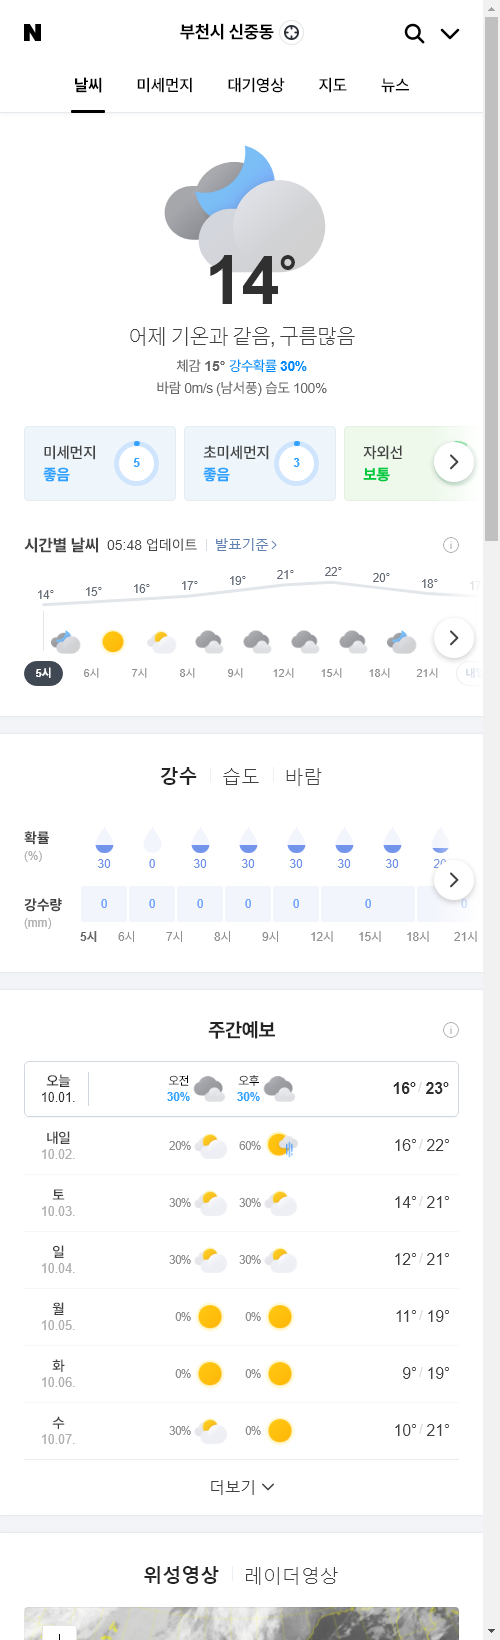 N 부천시 신중동
날씨 미세먼지 대기영상 지도 뉴스
14°
어제 기온과 같음, 구름많음
체감 15° 강수확률 30%
바람 0m/s (남서풍) 습도 100%
미세먼지 좋음 5
초미세먼지 좋음 3
자외선 보통
시간별 날씨 05:48 업데이트 발표기준
14° 15° 16° 17° 19° 21° 22° 20° 18°
5시 6시 7시 8시 9시 12시 15시 18시 21시
강수 습도 바람
확률 (%)
30 0 30 30 30 30 30 20
강수량 (mm)
0 0 0 0 0 0 0
5시 6시 7시 8시 9시 12시 15시 18시 21시
주간예보
오늘 10.01. 오전 30% 오후 30% 16° / 23°
내일 10.02. 20% 60% 16° / 22°
토 10.03. 30% 30% 14° / 21°
일 10.04. 30% 30% 12° / 21°
월 10.05. 0% 0% 11° / 19°
화 10.06. 0% 0% 9° / 19°
수 10.07. 30% 0% 10° / 21°
더보기
위성영상 레이더영상